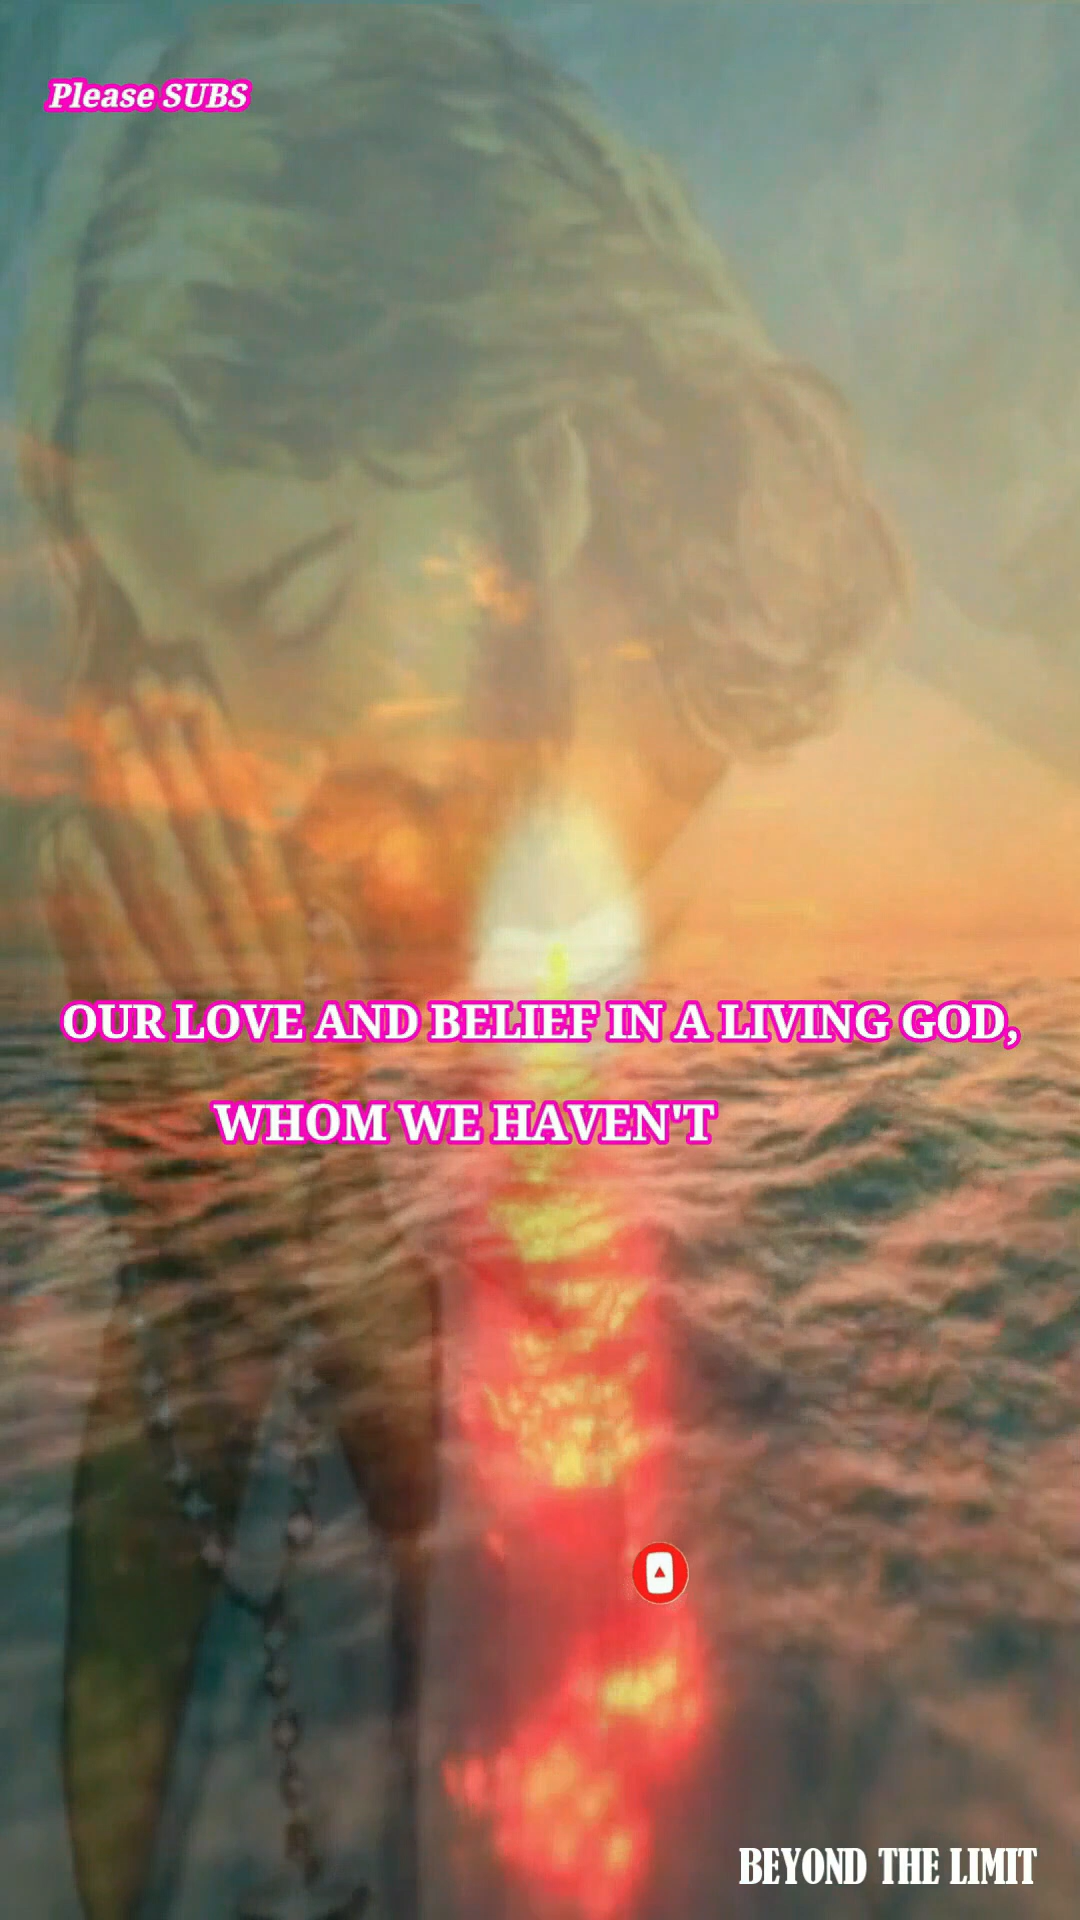 Please SUBS
OUR LOVE AND BELIEF IN A LIVING GOD,
WHOM WE HAVEN'T
BEYOND THE LIMIT